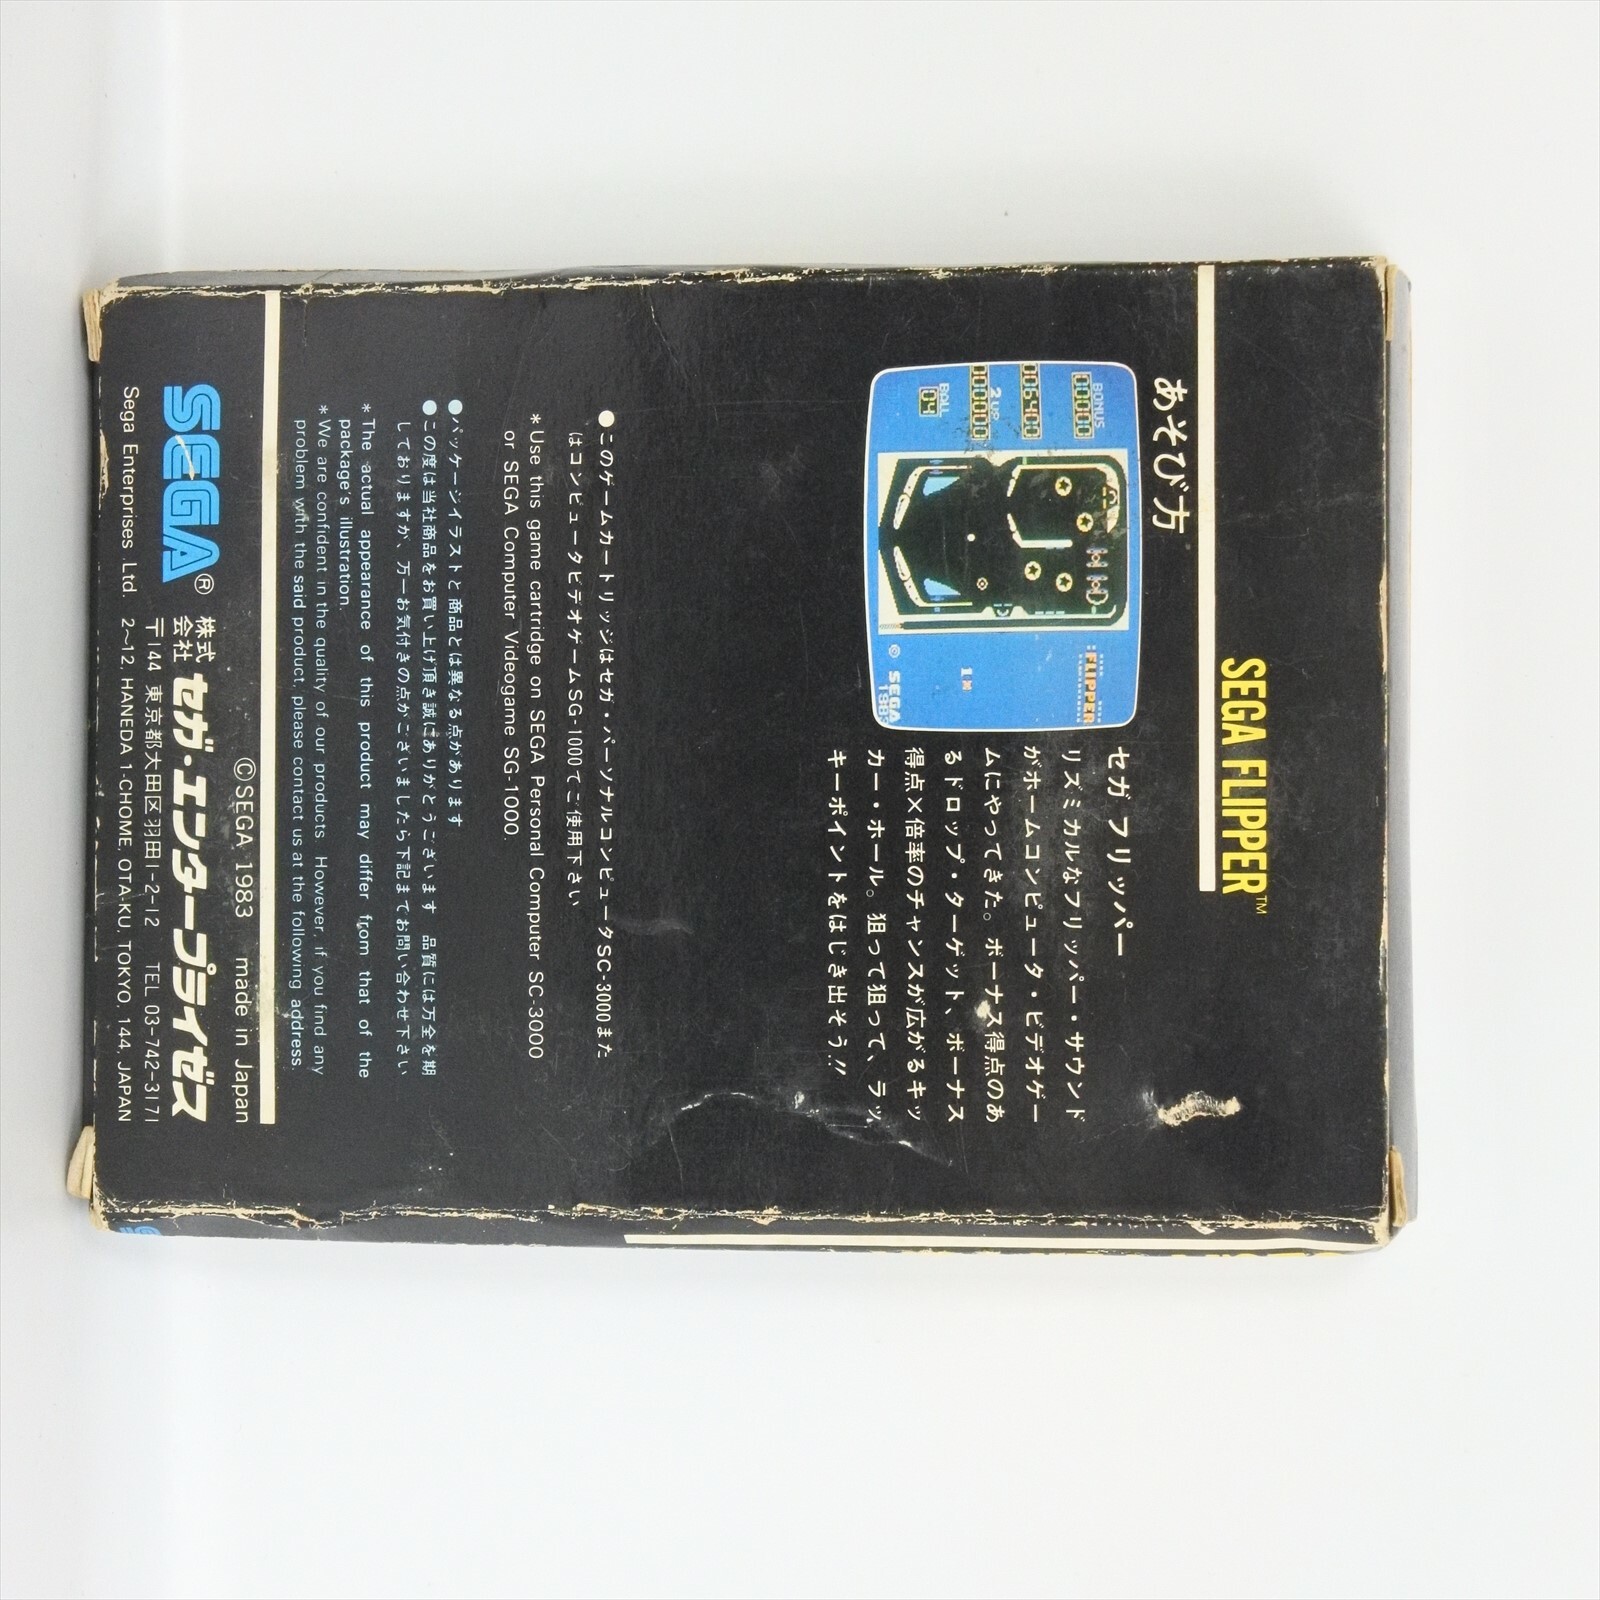 SEGA FLIPPER™
あそび方
BONUS
00000
006400
2 UP
000000
BALL
04
FLIPPER
1×
© SEGA
1983
セガ フリッパー
リズミカルなフリッパー・サウンド
がホームコンピュータ・ビデオゲー
ムにやってきた。ボーナス得点のあ
るドロップ・ターゲット、ボーナス
得点×倍率のチャンスが広がるキッ
カー・ホール。狙って狙って、ラッ
キーポイントをはじき出そう!!
●このゲームカートリッジはセガ・パーソナルコンピュータSC-3000また
はコンピュータビデオゲームSG-1000でご使用下さい
*Use this game cartridge on SEGA Personal Computer SC-3000
or SEGA Computer Videogame SG-1000.
●パッケージイラストと商品とは異なる点があります
●この度は当社商品をお買い上げ頂き誠にありがとうございます 品質には万全を期
しておりますが、万一お気付きの点がございましたら下記までお問い合わせ下さい
*The actual appearance of this product may differ from that of the
package's illustration.
*We are confident in the quality of our products. However, if you find any
problem with the said product, please contact us at the following address.
©SEGA 1983 made in Japan
SEGA® 株式会社 セガ・エンタープライゼス
〒144 東京都大田区羽田1-2-12 TEL 03-742-3171
Sega Enterprises Ltd. 2~12, HANEDA 1-CHOME, OTA-KU, TOKYO, 144, JAPAN